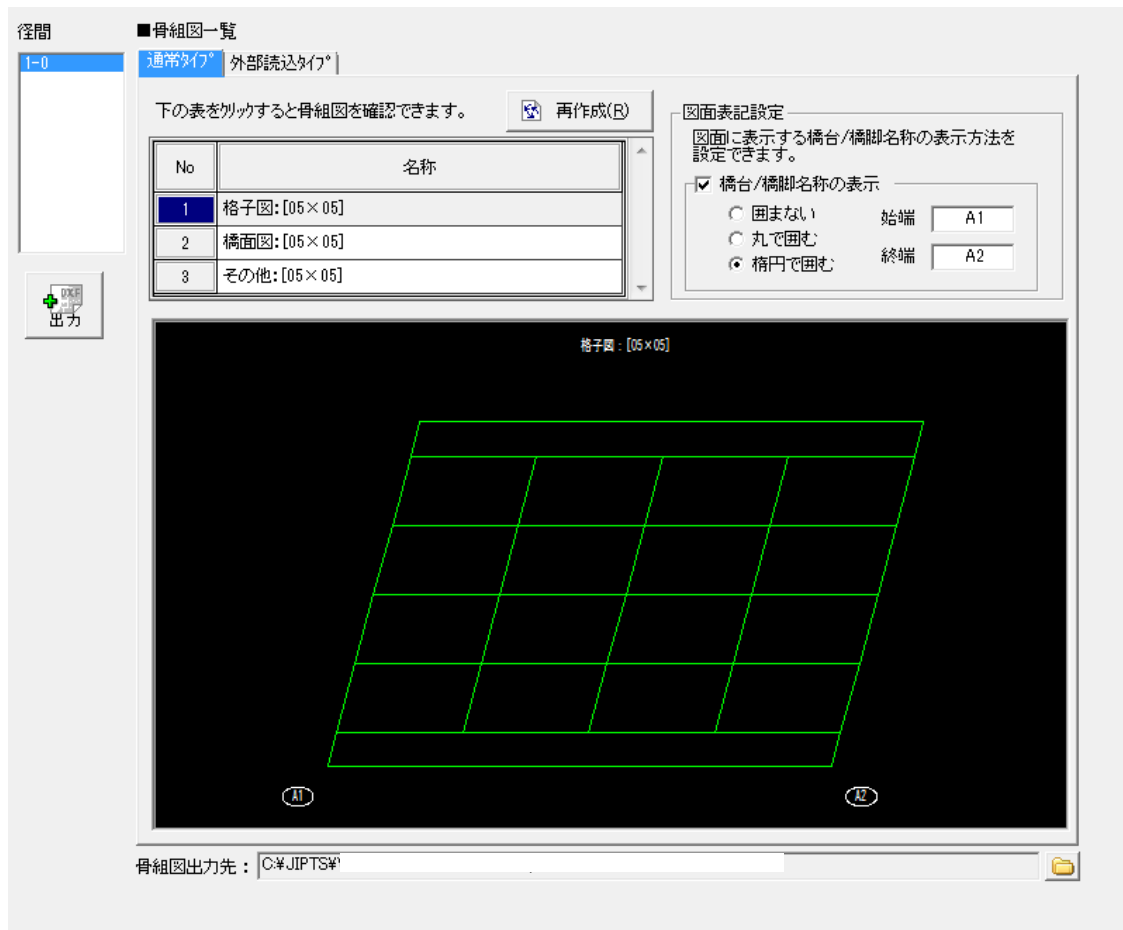 径間
1-0
出力
■骨組図一覧
通常ﾀｲﾌﾟ
外部読込ﾀｲﾌﾟ
下の表をｸﾘｯｸすると骨組図を確認できます。
再作成(R)
No 名称
1 格子図:[05×05]
2 橋面図:[05×05]
3 その他:[05×05]
図面表記設定
図面に表示する橋台/橋脚名称の表示方法を
設定できます。
橋台/橋脚名称の表示
囲まない
丸で囲む
楕円で囲む
始端 A1
終端 A2
格子図:[05×05]
A1
A2
骨組図出力先: C:¥JIPTS¥